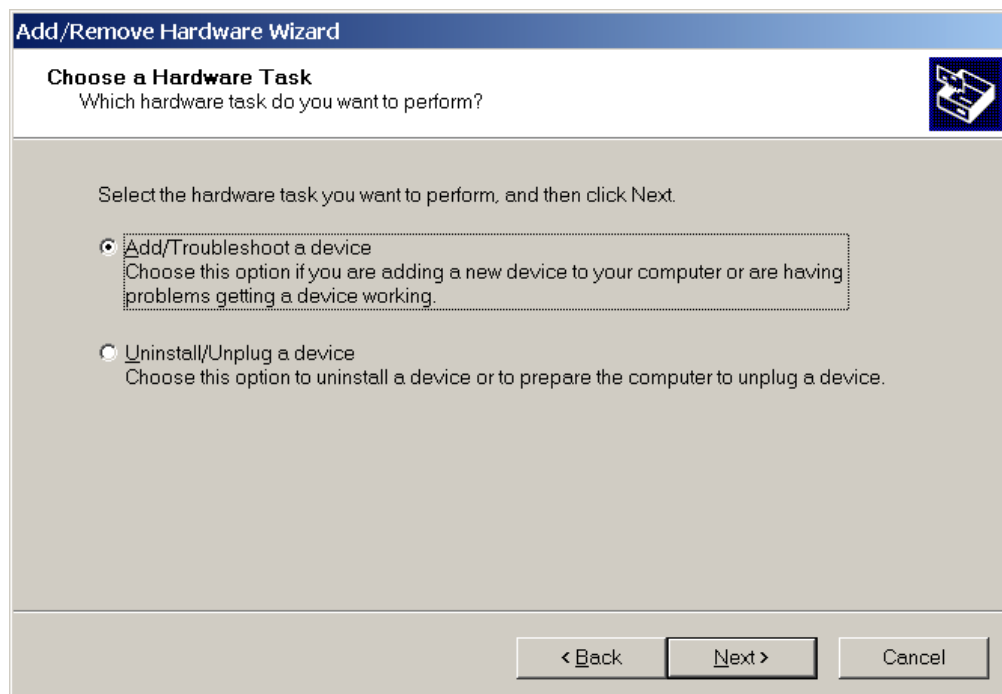 Add/Remove Hardware Wizard
Choose a Hardware Task
Which hardware task do you want to perform?
Select the hardware task you want to perform, and then click Next.
Add/Troubleshoot a device
Choose this option if you are adding a new device to your computer or are having
problems getting a device working.
Uninstall/Unplug a device
Choose this option to uninstall a device or to prepare the computer to unplug a device.
< Back
Next >
Cancel